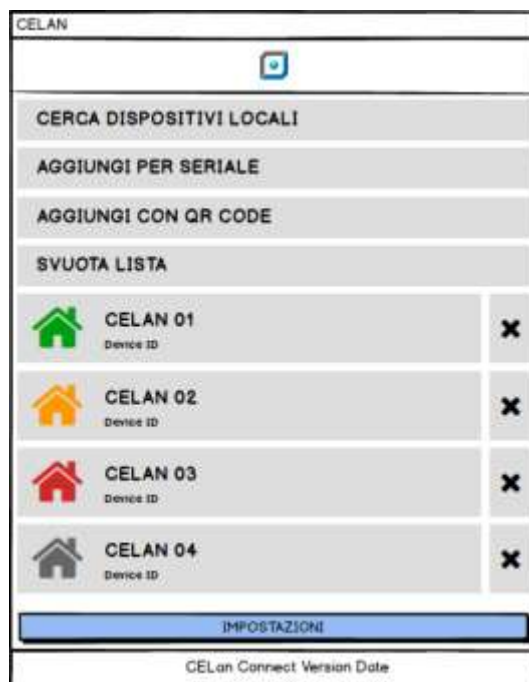 CELAN
CERCA DISPOSITIVI LOCALI
AGGIUNGI PER SERIALE
AGGIUNGI CON QR CODE
SVUOTA LISTA
CELAN 01
Device ID
CELAN 02
Device ID
CELAN 03
Device ID
CELAN 04
Device ID
IMPOSTAZIONI
CELan Connect Version Date